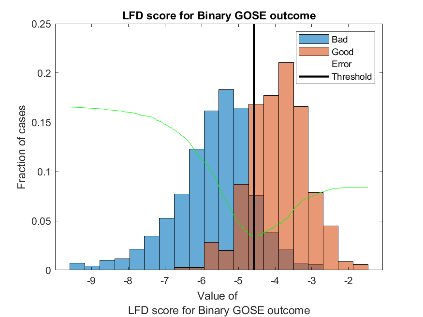 LFD score for Binary GOSE outcome
0.25
0.2
0.15
0.1
0.05
0
Fraction of cases
Bad
Good
Error
Threshold
-9 -8 -7 -6 -5 -4 -3 -2
Value of
LFD score for Binary GOSE outcome